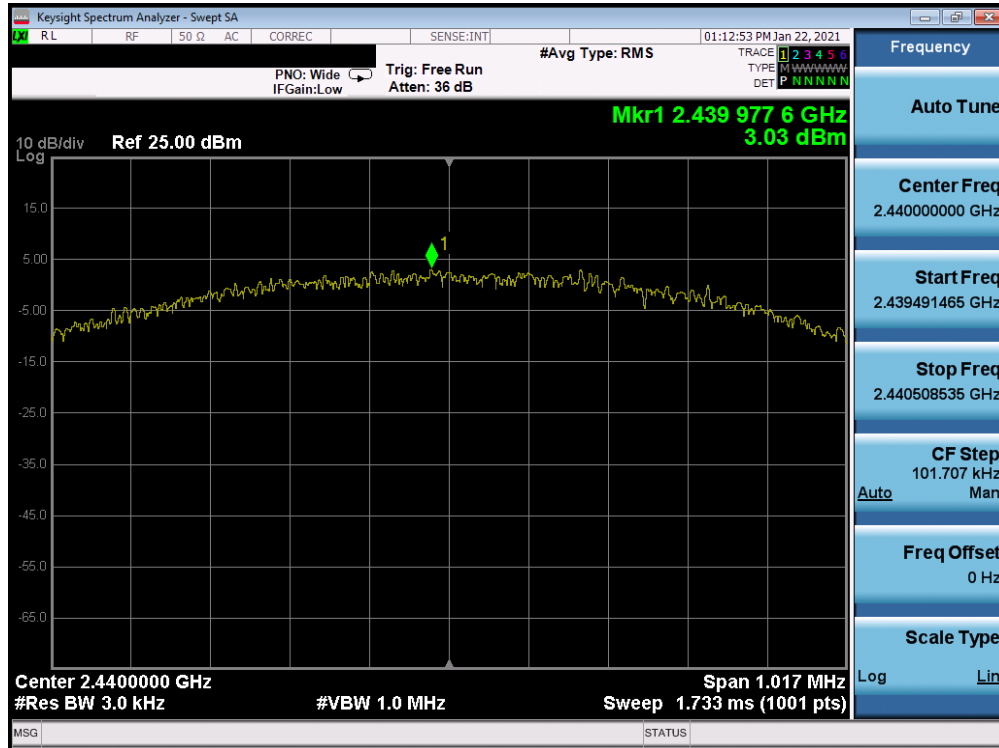 Keysight Spectrum Analyzer - Swept SA
LXI RL RF 50 Ω AC CORREC SENSE:INT 01:12:53 PM Jan 22, 2021
#Avg Type: RMS TRACE 1 2 3 4 5 6
PNO: Wide Trig: Free Run TYPE M WWWWW
IFGain:Low Atten: 36 dB DET P N N N N N
Mkr1 2.439 977 6 GHz
3.03 dBm
10 dB/div Ref 25.00 dBm
Log
15.0
1
5.00
-5.00
-15.0
-25.0
-35.0
-45.0
-55.0
-65.0
Center 2.4400000 GHz Span 1.017 MHz
#Res BW 3.0 kHz #VBW 1.0 MHz Sweep 1.733 ms (1001 pts)
MSG STATUS
Frequency
Auto Tune
Center Freq
2.440000000 GHz
Start Freq
2.439491465 GHz
Stop Freq
2.440508535 GHz
CF Step
101.707 kHz
Auto Man
Freq Offset
0 Hz
Scale Type
Log Lin